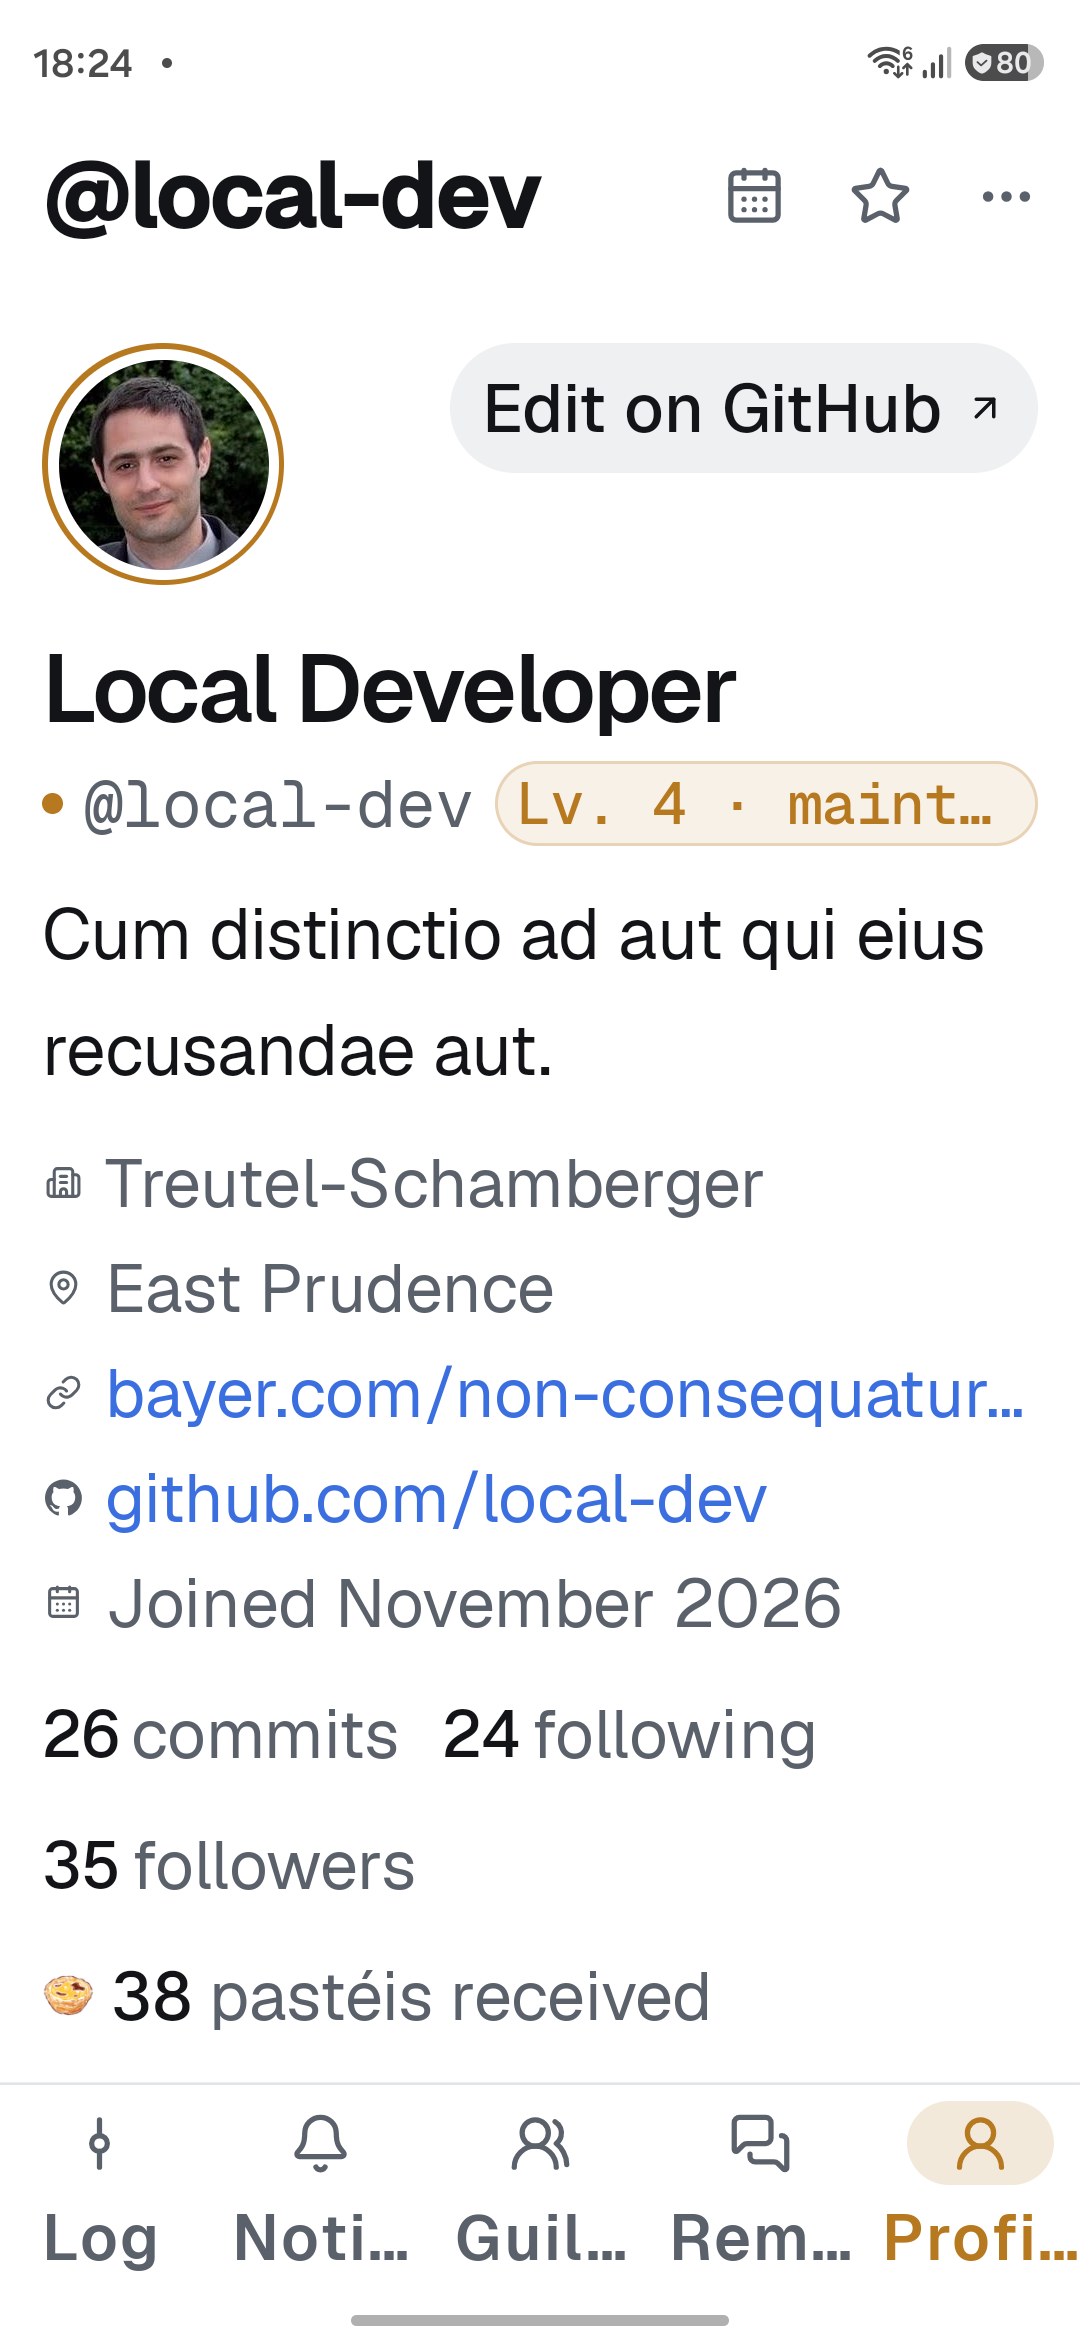 18:24
80
@local-dev
Edit on GitHub
Local Developer
@local-dev Lv. 4 · maint…
Cum distinctio ad aut qui eius
recusandae aut.
Treutel-Schamberger
East Prudence
bayer.com/non-consequatur…
github.com/local-dev
Joined November 2026
26 commits 24 following
35 followers
38 pastéis received
Log Noti… Guil… Rem… Profi…